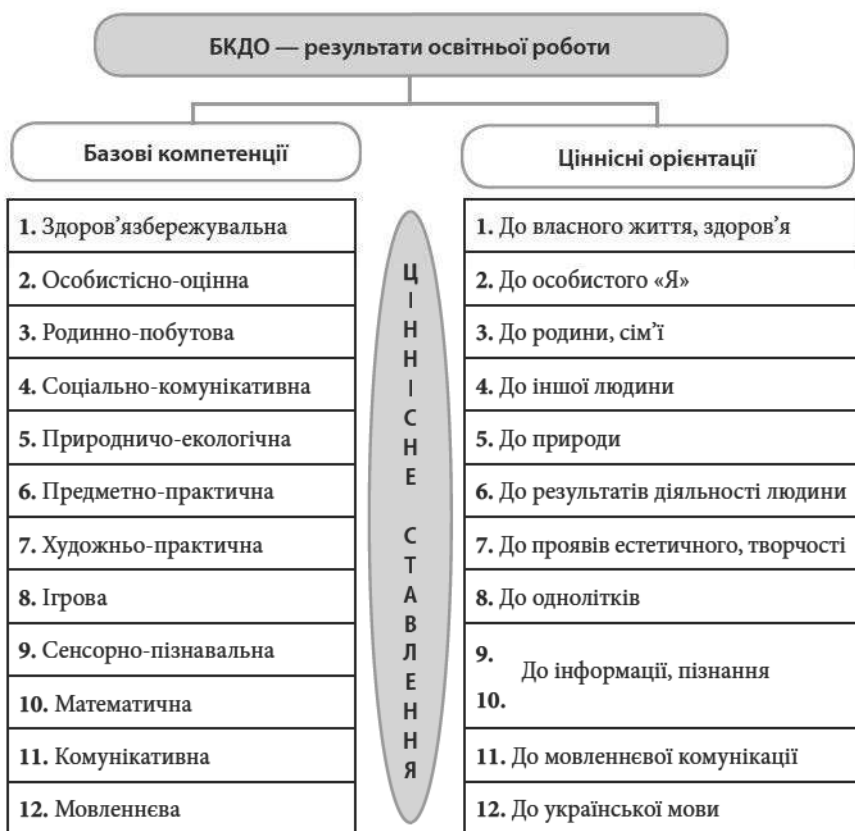 БКДО — результати освітньої роботи
Базові компетенції
1. Здоров’язбережувальна
2. Особистісно-оцінна
3. Родинно-побутова
4. Соціально-комунікативна
5. Природничо-екологічна
6. Предметно-практична
7. Художньо-практична
8. Ігрова
9. Сенсорно-пізнавальна
10. Математична
11. Комунікативна
12. Мовленнєва
ЦІННІСНЕ СТАВЛЕННЯ
Ціннісні орієнтації
1. До власного життя, здоров’я
2. До особистого «Я»
3. До родини, сім’ї
4. До іншої людини
5. До природи
6. До результатів діяльності людини
7. До проявів естетичного, творчості
8. До однолітків
9.
До інформації, пізнання
10.
11. До мовленнєвої комунікації
12. До української мови